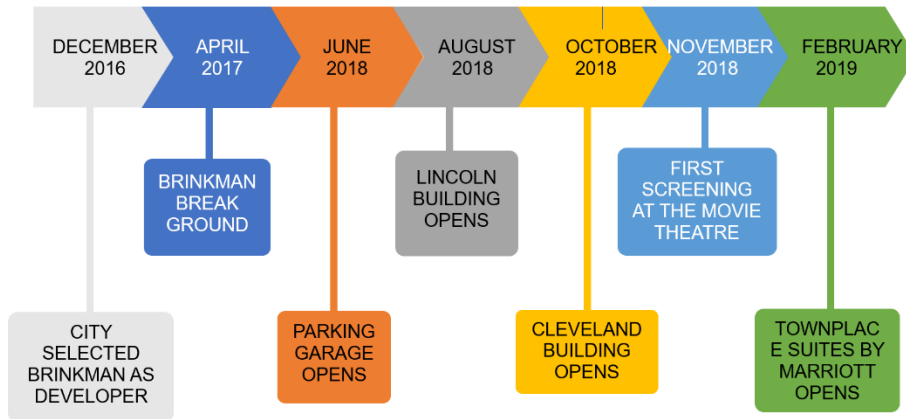 DECEMBER
2016
APRIL
2017
JUNE
2018
AUGUST
2018
OCTOBER
2018
NOVEMBER
2018
FEBRUARY
2019
BRINKMAN
BREAK
GROUND
LINCOLN
BUILDING
OPENS
FIRST
SCREENING
AT THE MOVIE
THEATRE
CITY
SELECTED
BRINKMAN AS
DEVELOPER
PARKING
GARAGE
OPENS
CLEVELAND
BUILDING
OPENS
TOWNPLAC
E SUITES BY
MARRIOTT
OPENS